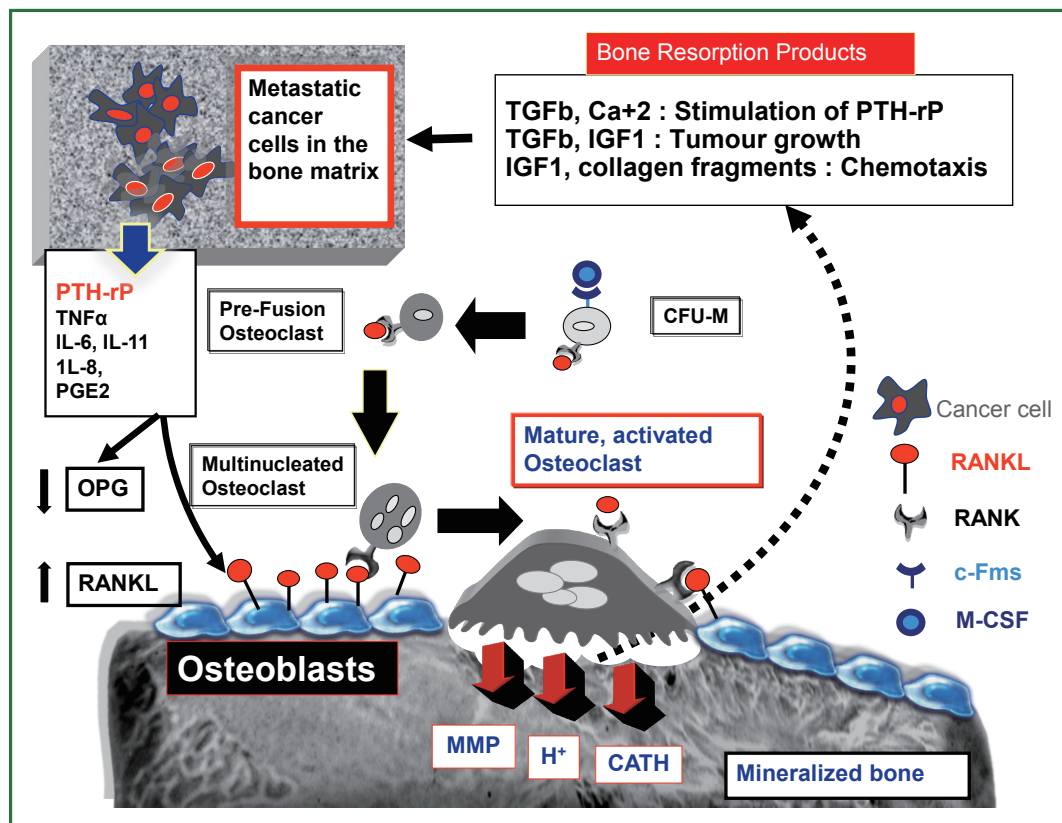 Bone Resorption Products
Metastatic
cancer
cells in the
bone matrix
TGFb, Ca+2 : Stimulation of PTH-rP
TGFb, IGF1 : Tumour growth
IGF1, collagen fragments : Chemotaxis
PTH-rP
TNFα
IL-6, IL-11
1L-8,
PGE2
Pre-Fusion
Osteoclast
CFU-M
Cancer cell
RANKL
RANK
c-Fms
M-CSF
Mature, activated
Osteoclast
Multinucleated
Osteoclast
OPG
RANKL
Osteoblasts
MMP
H⁺
CATH
Mineralized bone